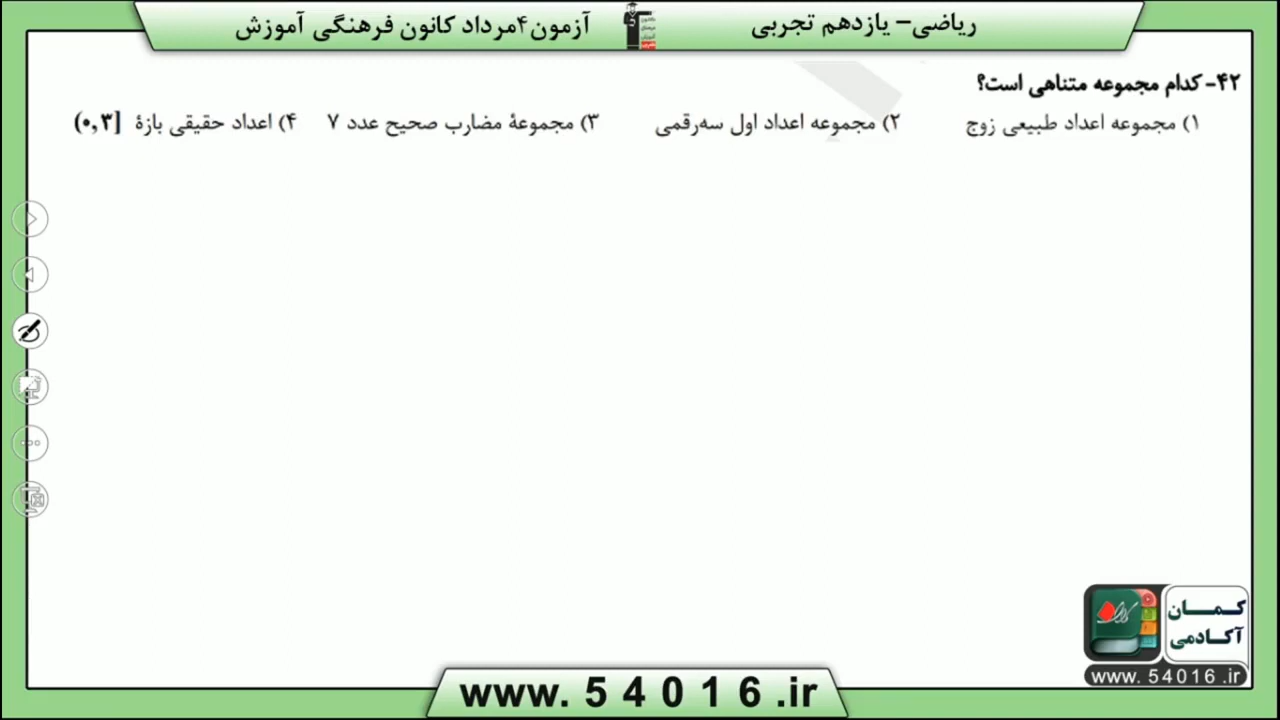 ریاضی- یازدهم تجربی
آزمون۴مرداد کانون فرهنگی آموزش
۴۲- کدام مجموعه متناهی است؟
۱) مجموعه اعداد طبیعی زوج ۲) مجموعه اعداد اول سه‌رقمی ۳) مجموعهٔ مضارب صحیح عدد ۷ ۴) اعداد حقیقی بازهٔ (۰,۳]
کمان
آکادمی
www. 54016 .ir
www. 5 4 0 1 6 .ir